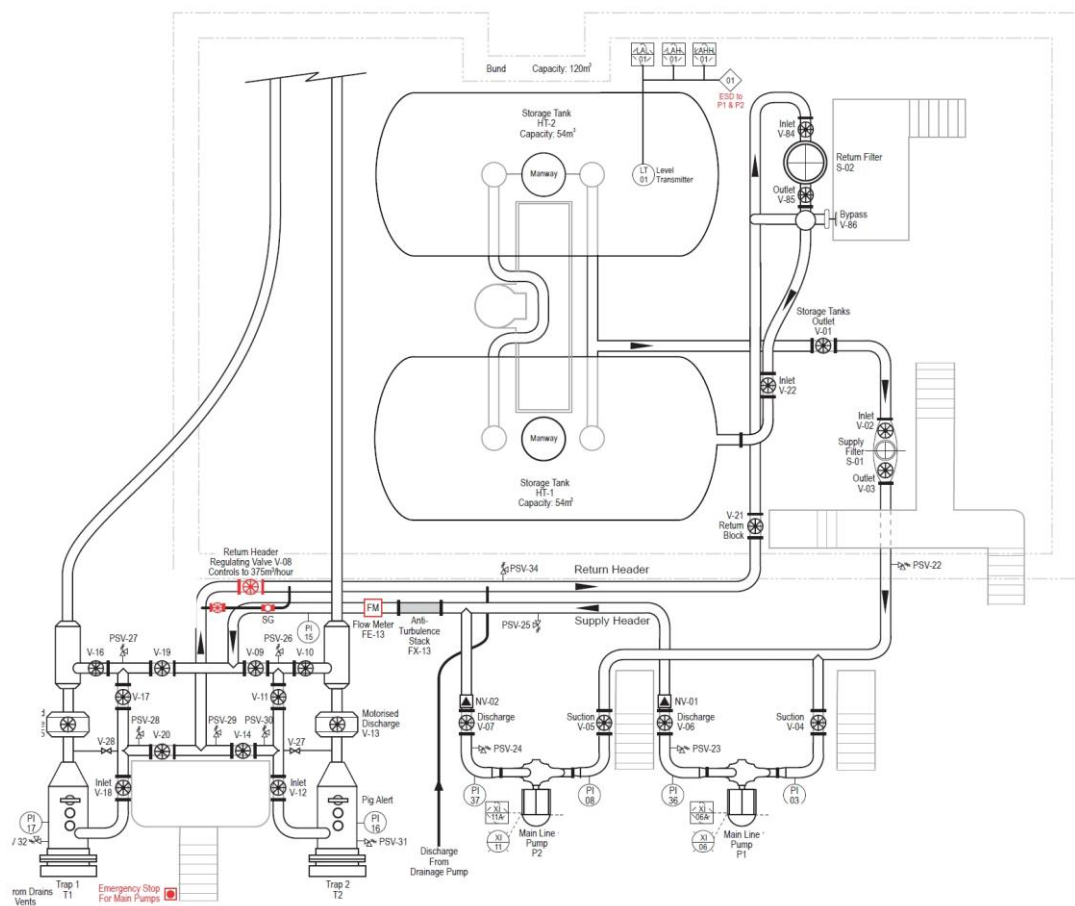 LAL
01
LAH
01
LAHH
01
Bund Capacity: 120m³
01
ESD to
P1 & P2
Storage Tank
HT-2
Capacity: 54m³
Manway
LT
01
Level
Transmitter
Inlet
V-84
Return Filter
S-02
Outlet
V-85
Bypass
V-86
Storage Tanks
Outlet
V-01
Inlet
V-22
Inlet
V-02
Supply
Filter
S-01
Outlet
V-03
Manway
Storage Tank
HT-1
Capacity: 54m³
V-21
Return
Block
Return Header
Regulating Valve V-08
Controls to 375m³/hour
PSV-34
Return Header
PSV-22
SG
PI
15
FM
Flow Meter
FE-13
Anti-
Turbulence
Stack
FX-13
PSV-25
Supply Header
PSV-27
PSV-26
V-16
V-19
V-09
V-10
V-17
V-11
NV-02
NV-01
PSV-28
PSV-29
PSV-30
Motorised
Discharge
V-13
Discharge
V-07
Suction
V-05
Discharge
V-06
Suction
V-04
V-28
V-20
V-14
V-27
PSV-24
PSV-23
Inlet
V-18
Inlet
V-12
Pig Alert
PI
37
PI
08
PI
36
PI
03
PI
17
PI
16
XI
11A
XI
06A
/ 32
PSV-31
XI
11
Main Line
Pump
P2
XI
06
Main Line
Pump
P1
Trap 1
T1
Trap 2
T2
Discharge
From
Drainage Pump
rom Drains
Vents
Emergency Stop
For Main Pumps